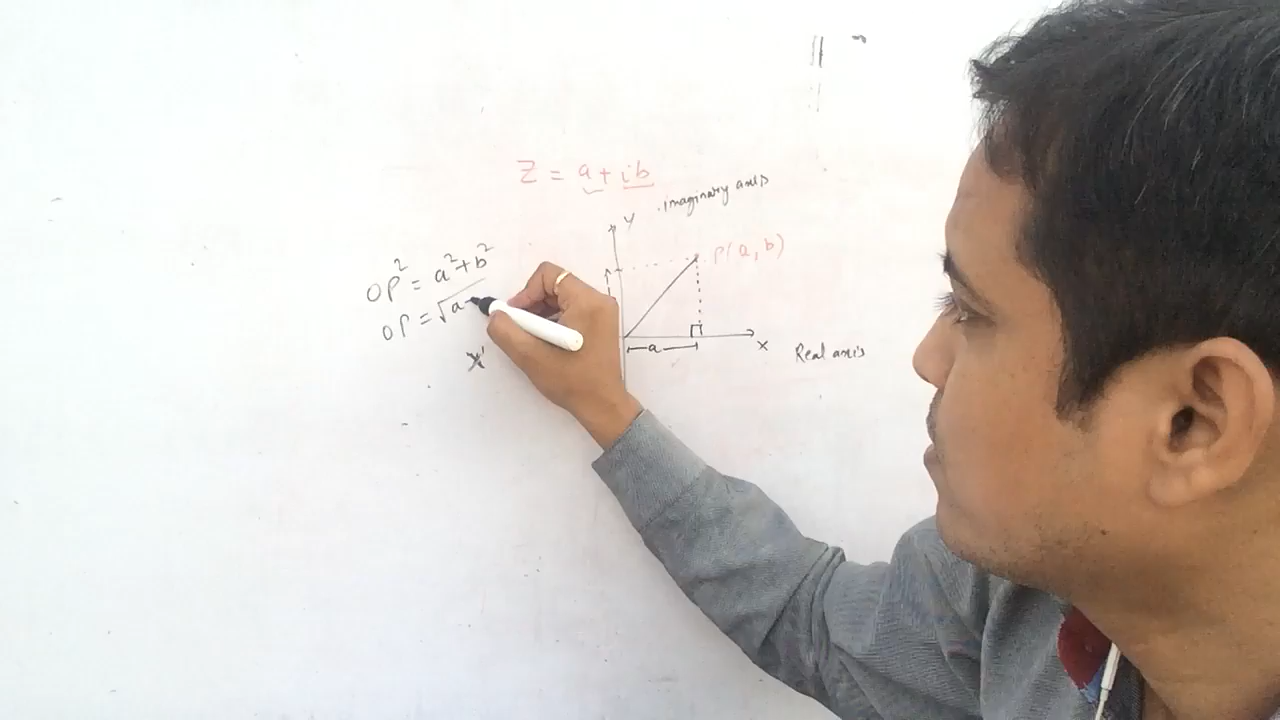 Z = a + ib
imaginary axis
Y
P(a, b)
OP² = a² + b²
OP = √a
a
X
Real axis
X'